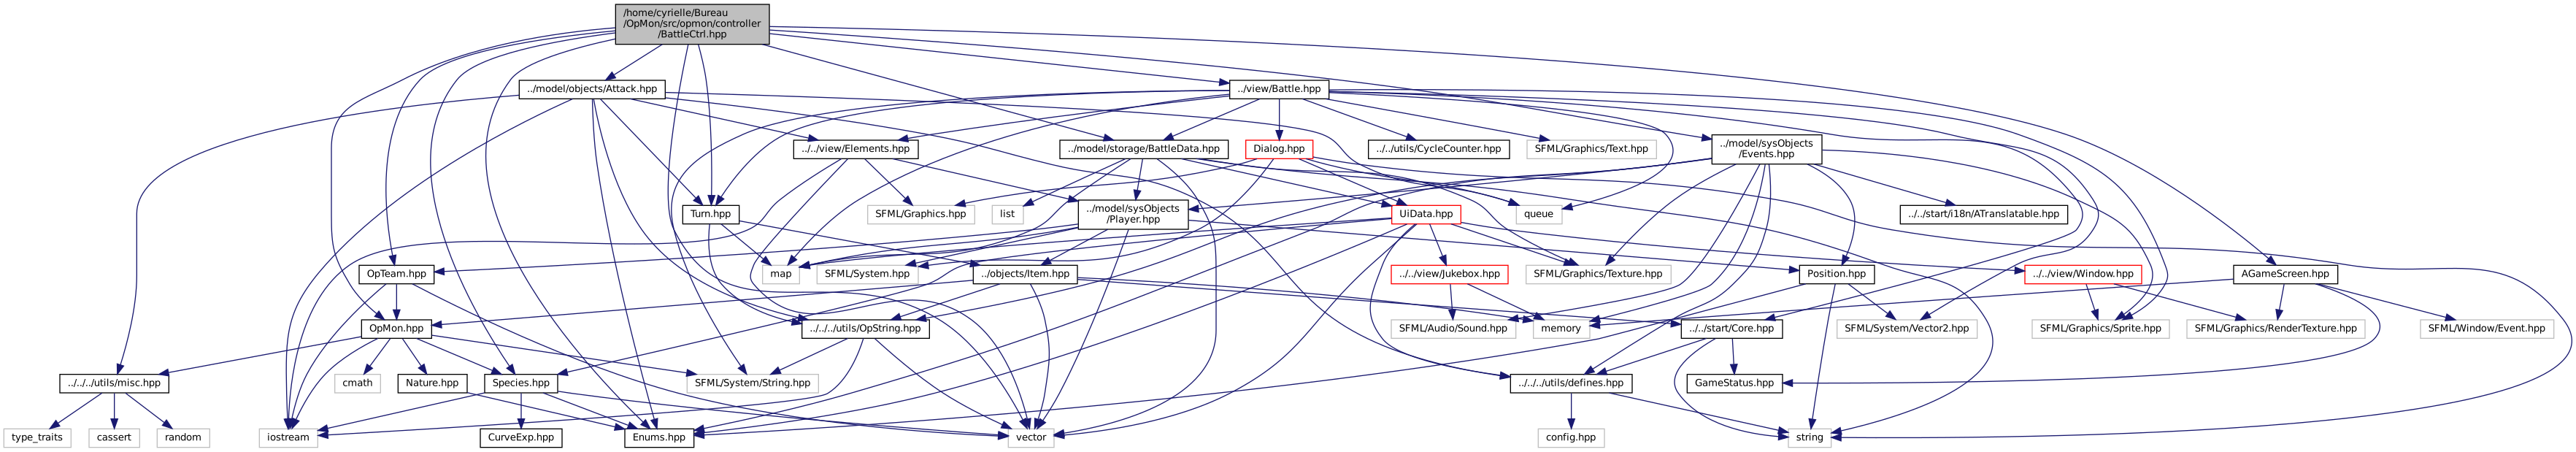 /home/cyrielle/Bureau
/OpMon/src/opmon/controller
/BattleCtrl.hpp
../model/objects/Attack.hpp
../view/Battle.hpp
../../view/Elements.hpp
../model/storage/BattleData.hpp
Dialog.hpp
../../utils/CycleCounter.hpp
SFML/Graphics/Text.hpp
../model/sysObjects
/Events.hpp
Turn.hpp
SFML/Graphics.hpp
list
../model/sysObjects
/Player.hpp
UiData.hpp
queue
../../start/i18n/ATranslatable.hpp
OpTeam.hpp
map
SFML/System.hpp
../objects/Item.hpp
../../view/Jukebox.hpp
SFML/Graphics/Texture.hpp
Position.hpp
../../view/Window.hpp
AGameScreen.hpp
OpMon.hpp
../../../utils/OpString.hpp
SFML/Audio/Sound.hpp
memory
../../start/Core.hpp
SFML/System/Vector2.hpp
SFML/Graphics/Sprite.hpp
SFML/Graphics/RenderTexture.hpp
SFML/Window/Event.hpp
../../../utils/misc.hpp
cmath
Nature.hpp
Species.hpp
SFML/System/String.hpp
../../../utils/defines.hpp
GameStatus.hpp
type_traits
cassert
random
iostream
CurveExp.hpp
Enums.hpp
vector
config.hpp
string